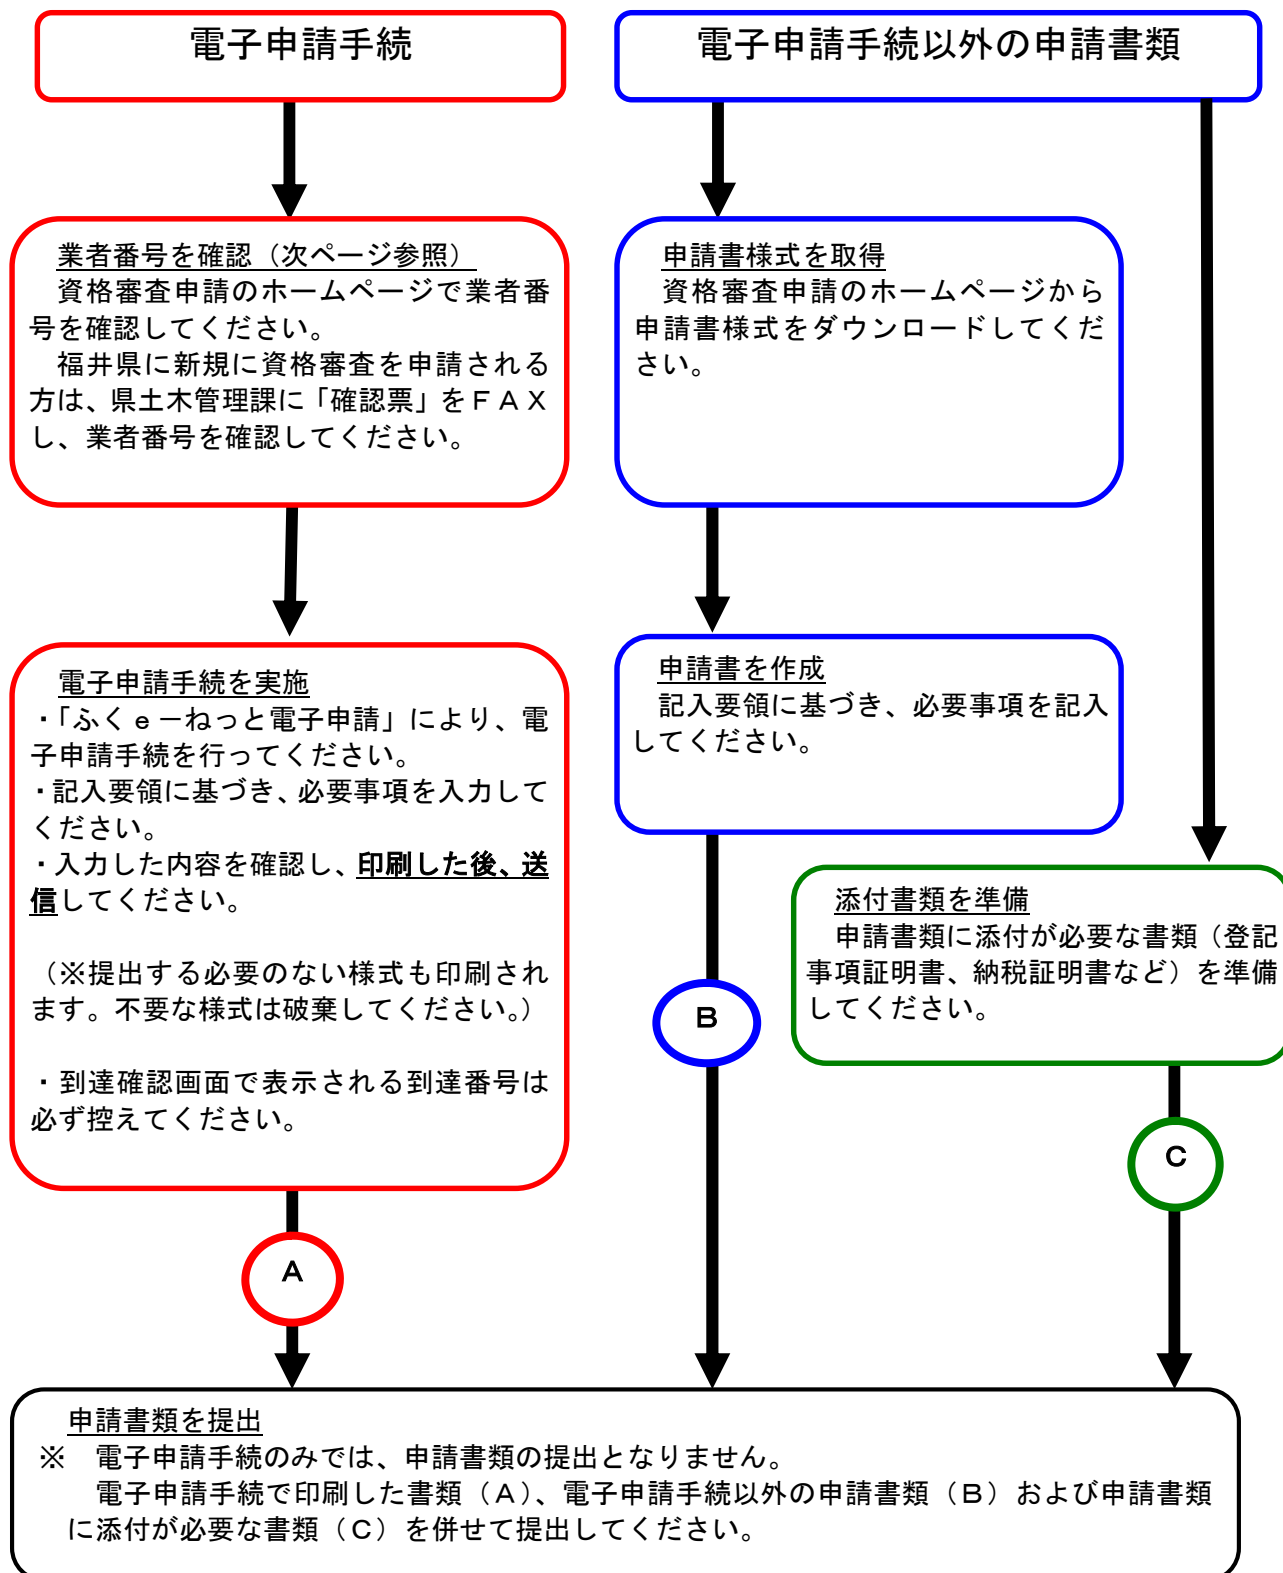 電子申請手続
電子申請手続以外の申請書類
業者番号を確認（次ページ参照）
資格審査申請のホームページで業者番
号を確認してください。
福井県に新規に資格審査を申請される
方は、県土木管理課に「確認票」をＦＡＸ
し、業者番号を確認してください。
申請書様式を取得
資格審査申請のホームページから
申請書様式をダウンロードしてくだ
さい。
電子申請手続を実施
・「ふくｅーねっと電子申請」により、電
子申請手続を行ってください。
・記入要領に基づき、必要事項を入力して
ください。
・入力した内容を確認し、印刷した後、送
信してください。
（※提出する必要のない様式も印刷され
ます。不要な様式は破棄してください。）
・到達確認画面で表示される到達番号は
必ず控えてください。
申請書を作成
記入要領に基づき、必要事項を記入
してください。
添付書類を準備
申請書類に添付が必要な書類（登記
事項証明書、納税証明書など）を準備
してください。
Ｂ
Ｃ
Ａ
申請書類を提出
※　電子申請手続のみでは、申請書類の提出となりません。
電子申請手続で印刷した書類（Ａ）、電子申請手続以外の申請書類（Ｂ）および申請書類
に添付が必要な書類（Ｃ）を併せて提出してください。